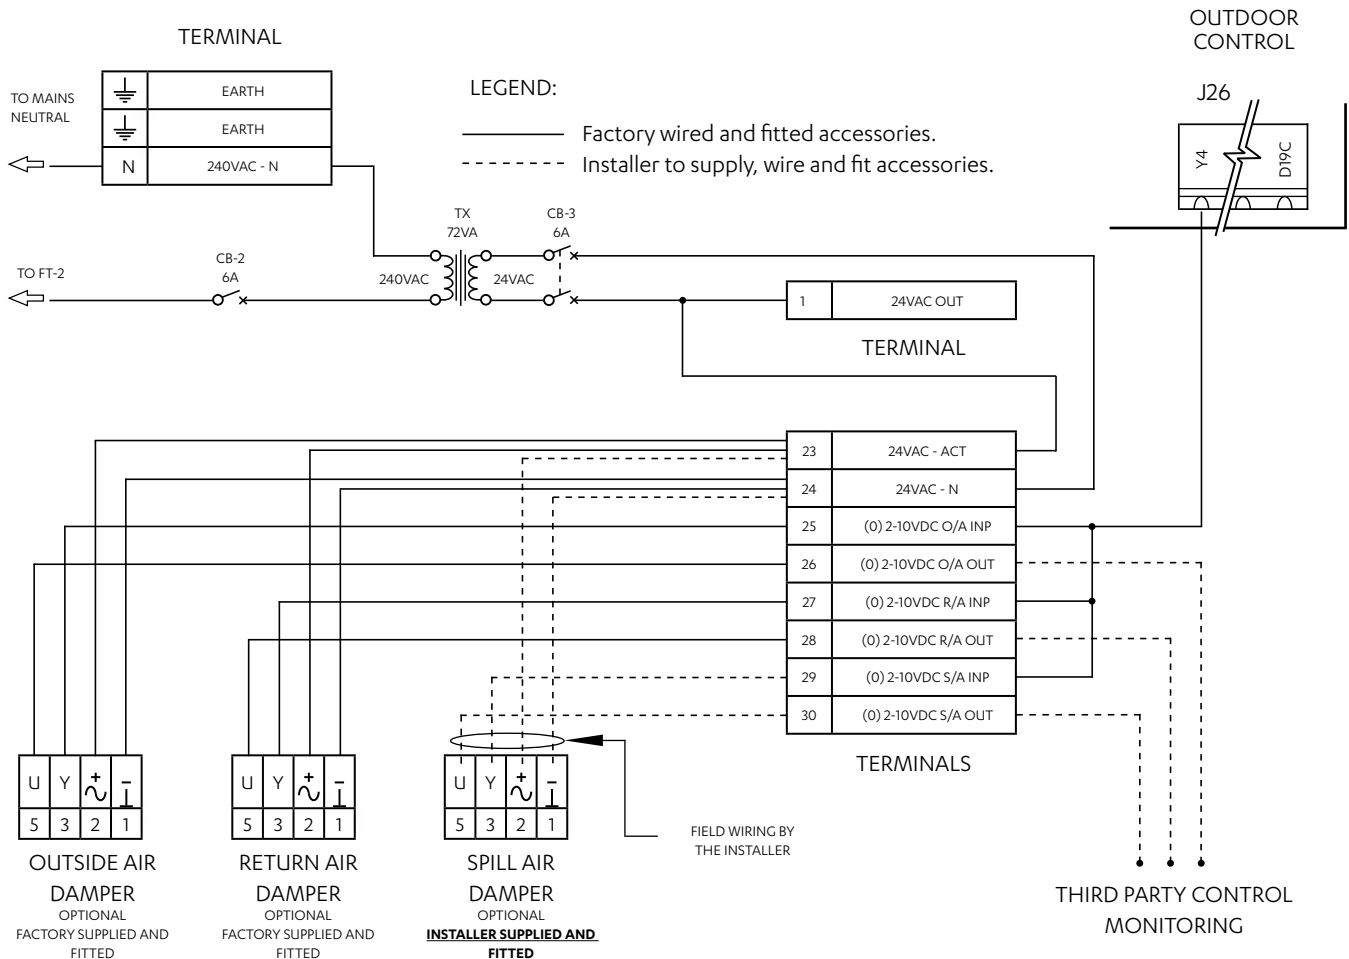 TERMINAL
OUTDOOR
CONTROL
J26
Y4
D19C
TO MAINS
NEUTRAL
EARTH
EARTH
N
240VAC - N
LEGEND:
Factory wired and fitted accessories.
Installer to supply, wire and fit accessories.
TX
72VA
CB-3
6A
TO FT-2
CB-2
6A
240VAC
24VAC
1
24VAC OUT
TERMINAL
23
24VAC - ACT
24
24VAC - N
25
(0) 2-10VDC O/A INP
26
(0) 2-10VDC O/A OUT
27
(0) 2-10VDC R/A INP
28
(0) 2-10VDC R/A OUT
29
(0) 2-10VDC S/A INP
30
(0) 2-10VDC S/A OUT
TERMINALS
U Y + ~ - ⊥
5 3 2 1
OUTSIDE AIR
DAMPER
OPTIONAL
FACTORY SUPPLIED AND
FITTED
U Y + ~ - ⊥
5 3 2 1
RETURN AIR
DAMPER
OPTIONAL
FACTORY SUPPLIED AND
FITTED
U Y + ~ - ⊥
5 3 2 1
SPILL AIR
DAMPER
OPTIONAL
INSTALLER SUPPLIED AND
FITTED
FIELD WIRING BY
THE INSTALLER
THIRD PARTY CONTROL
MONITORING